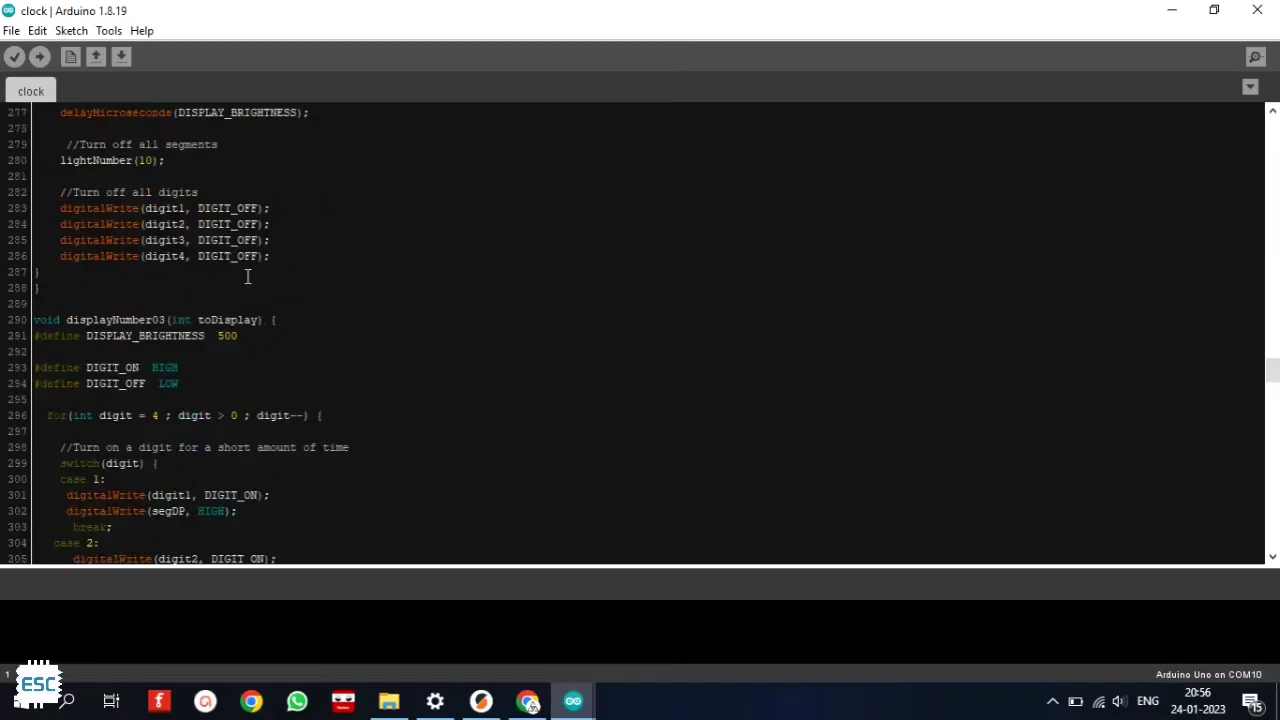 clock | Arduino 1.8.19
File Edit Sketch Tools Help
clock
277 delayMicroseconds(DISPLAY_BRIGHTNESS);
278
279 //Turn off all segments
280 lightNumber(10);
281
282 //Turn off all digits
283 digitalWrite(digit1, DIGIT_OFF);
284 digitalWrite(digit2, DIGIT_OFF);
285 digitalWrite(digit3, DIGIT_OFF);
286 digitalWrite(digit4, DIGIT_OFF);
287 }
288 }
289
290 void displayNumber03(int toDisplay) {
291 #define DISPLAY_BRIGHTNESS 500
292
293 #define DIGIT_ON HIGH
294 #define DIGIT_OFF LOW
295
296 for(int digit = 4 ; digit > 0 ; digit--) {
297
298 //Turn on a digit for a short amount of time
299 switch(digit) {
300 case 1:
301 digitalWrite(digit1, DIGIT_ON);
302 digitalWrite(segDP, HIGH);
303 break;
304 case 2:
305 digitalWrite(digit2, DIGIT_ON);
1 Arduino Uno on COM10
ESC
ENG
20:56
24-01-2023
15